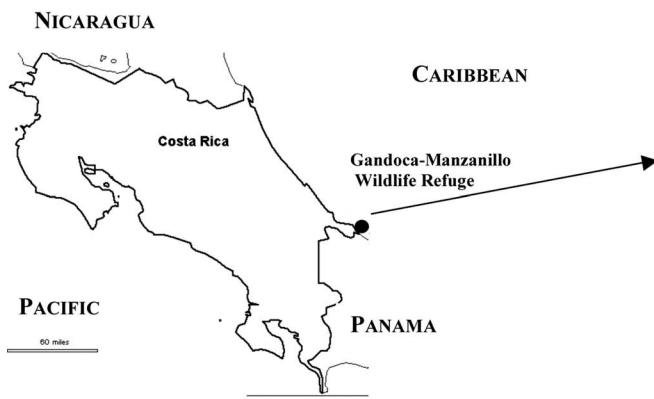 NICARAGUA
CARIBBEAN
Costa Rica
Gandoca-Manzanillo
Wildlife Refuge
PACIFIC
PANAMA
60 miles